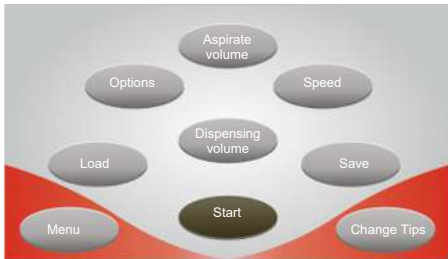 Aspirate
volume
Options
Speed
Dispensing
volume
Load
Save
Start
Menu
Change Tips